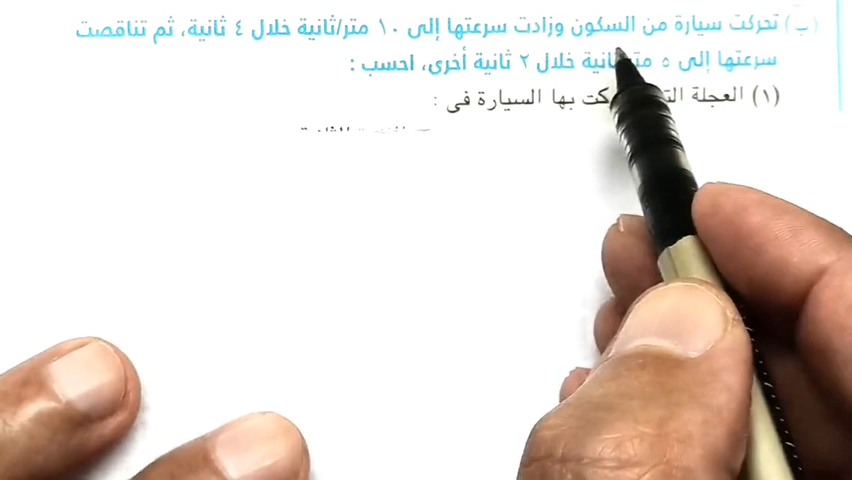 (ب) تحركت سيارة من السكون وزادت سرعتها إلى ١٠ متر/ثانية خلال ٤ ثانية، ثم تناقصت
سرعتها إلى ٥ خلال ٢ ثانية أخرى، احسب :
(١) العجلة بها السيارة فى :